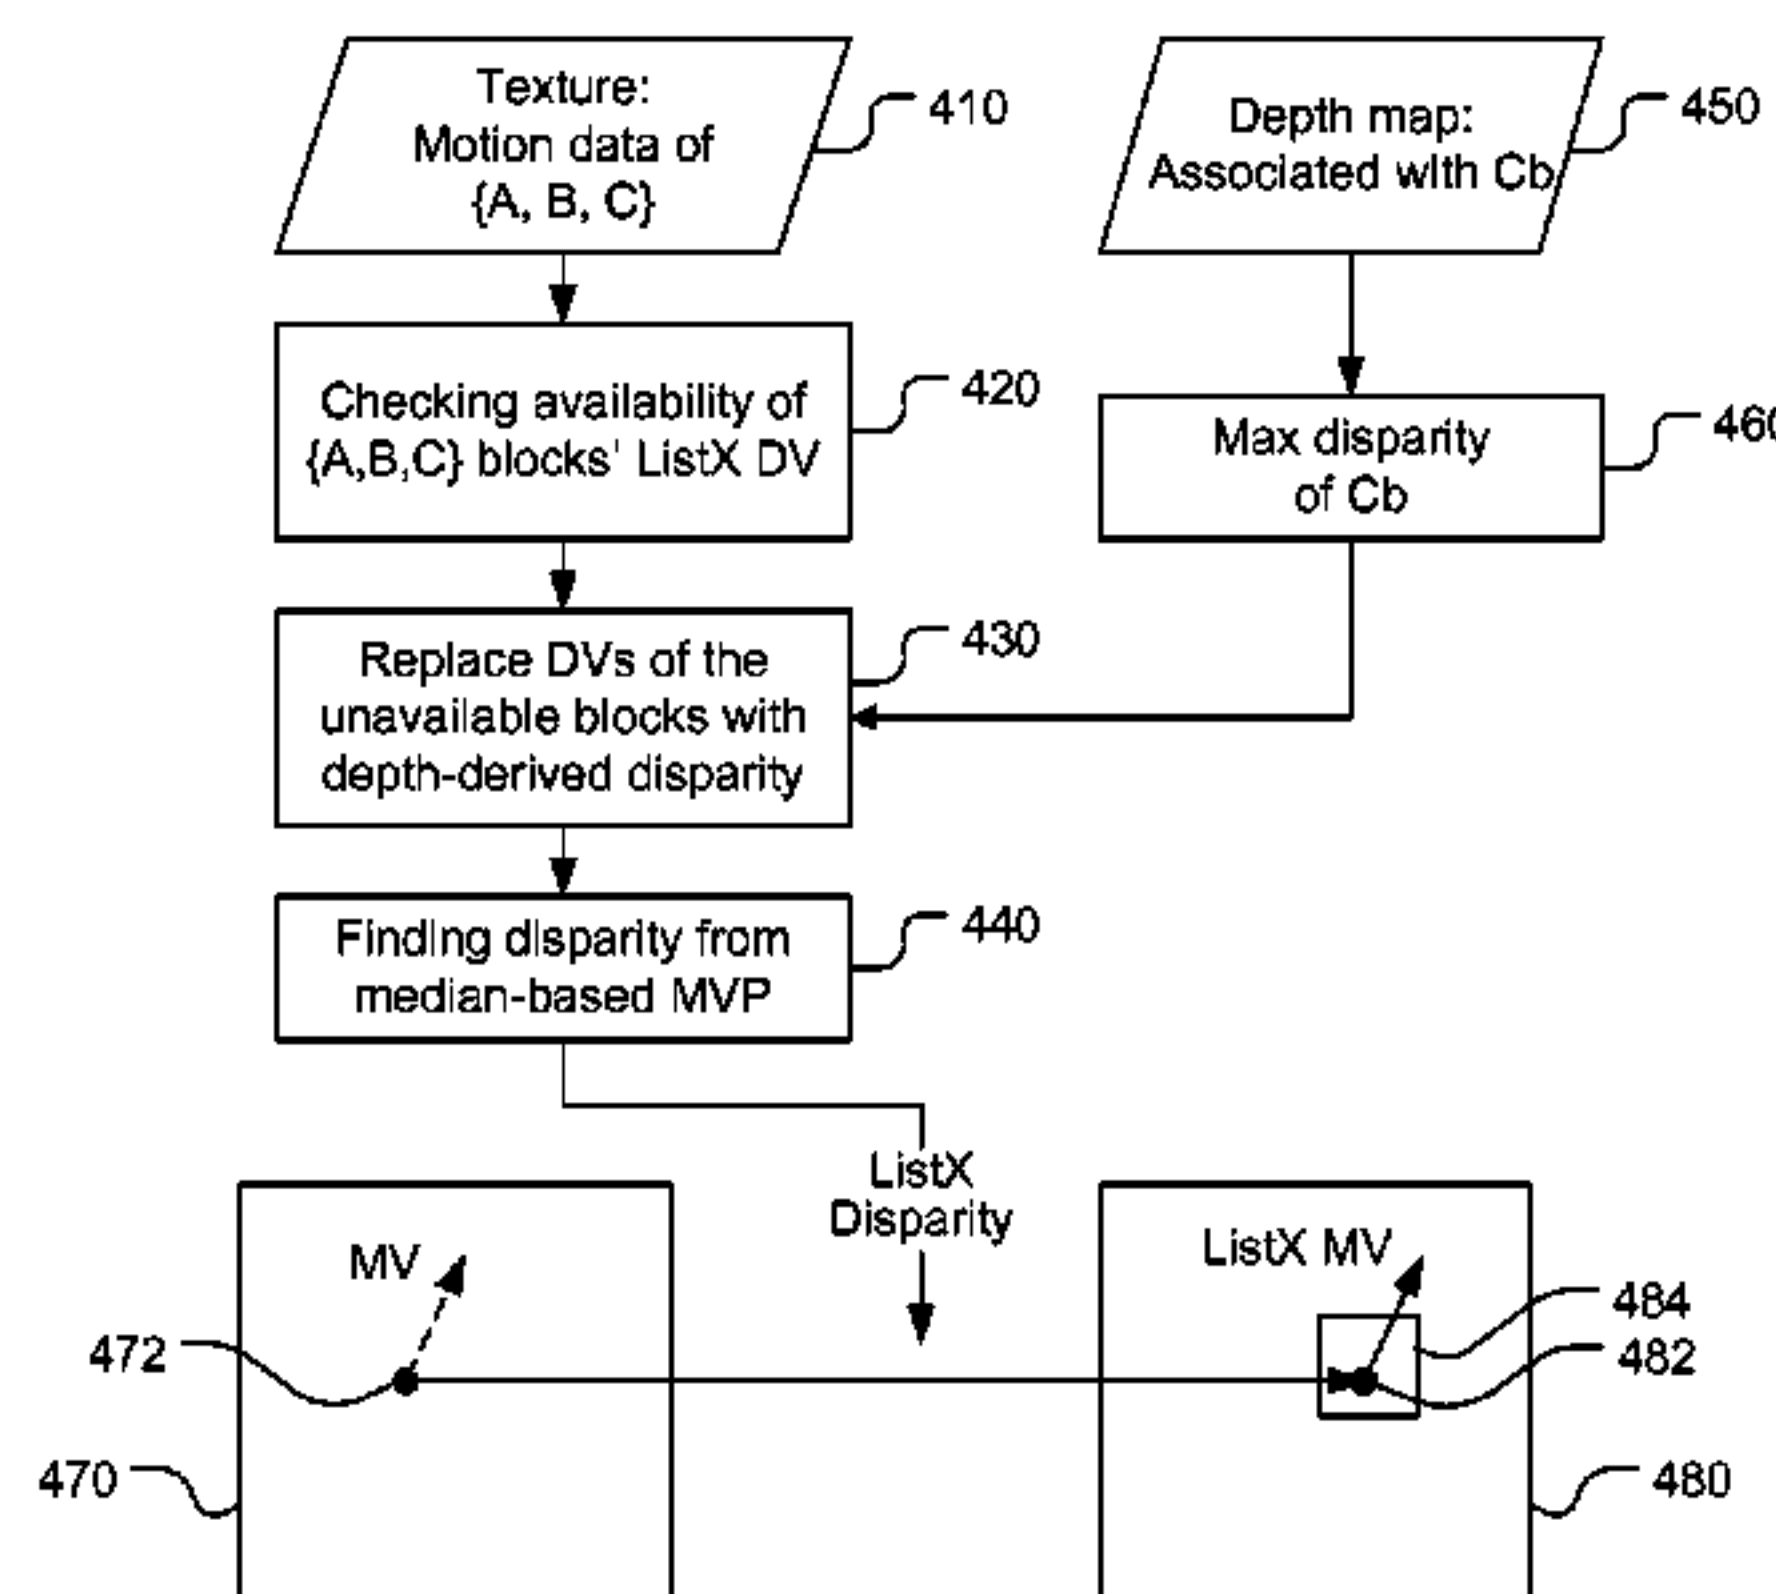 Texture:
Motion data of
{A, B, C}
410
Depth map:
Associated with Cb
450
Checking availability of
{A,B,C} blocks' ListX DV
420
Max disparity
of Cb
460
Replace DVs of the
unavailable blocks with
depth-derived disparity
430
Finding disparity from
median-based MVP
440
ListX
Disparity
MV
472
470
ListX MV
484
482
480